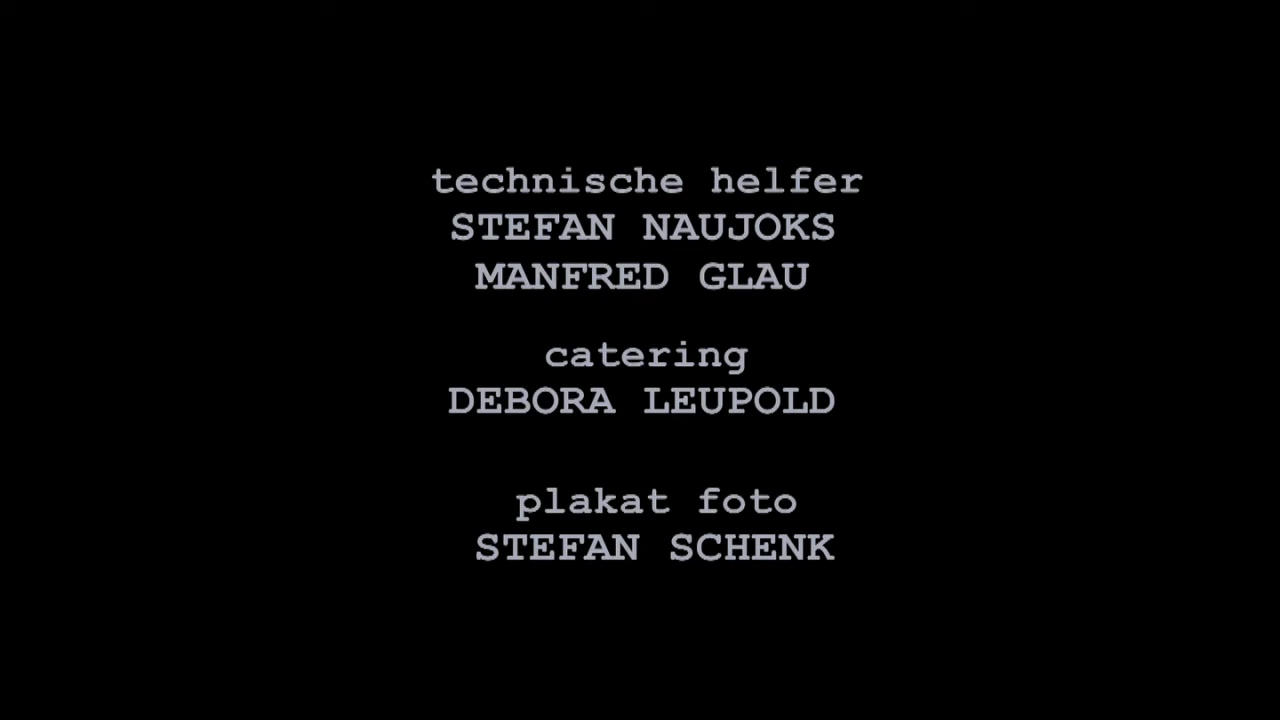 technische helfer
STEFAN NAUJOKS
MANFRED GLAU
catering
DEBORA LEUPOLD
plakat foto
STEFAN SCHENK